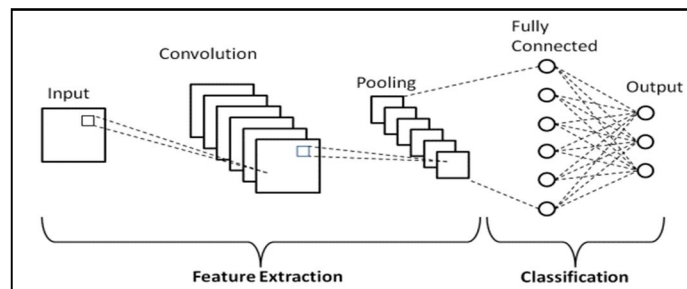 Input
Convolution
Pooling
Fully
Connected
Output
Feature Extraction
Classification